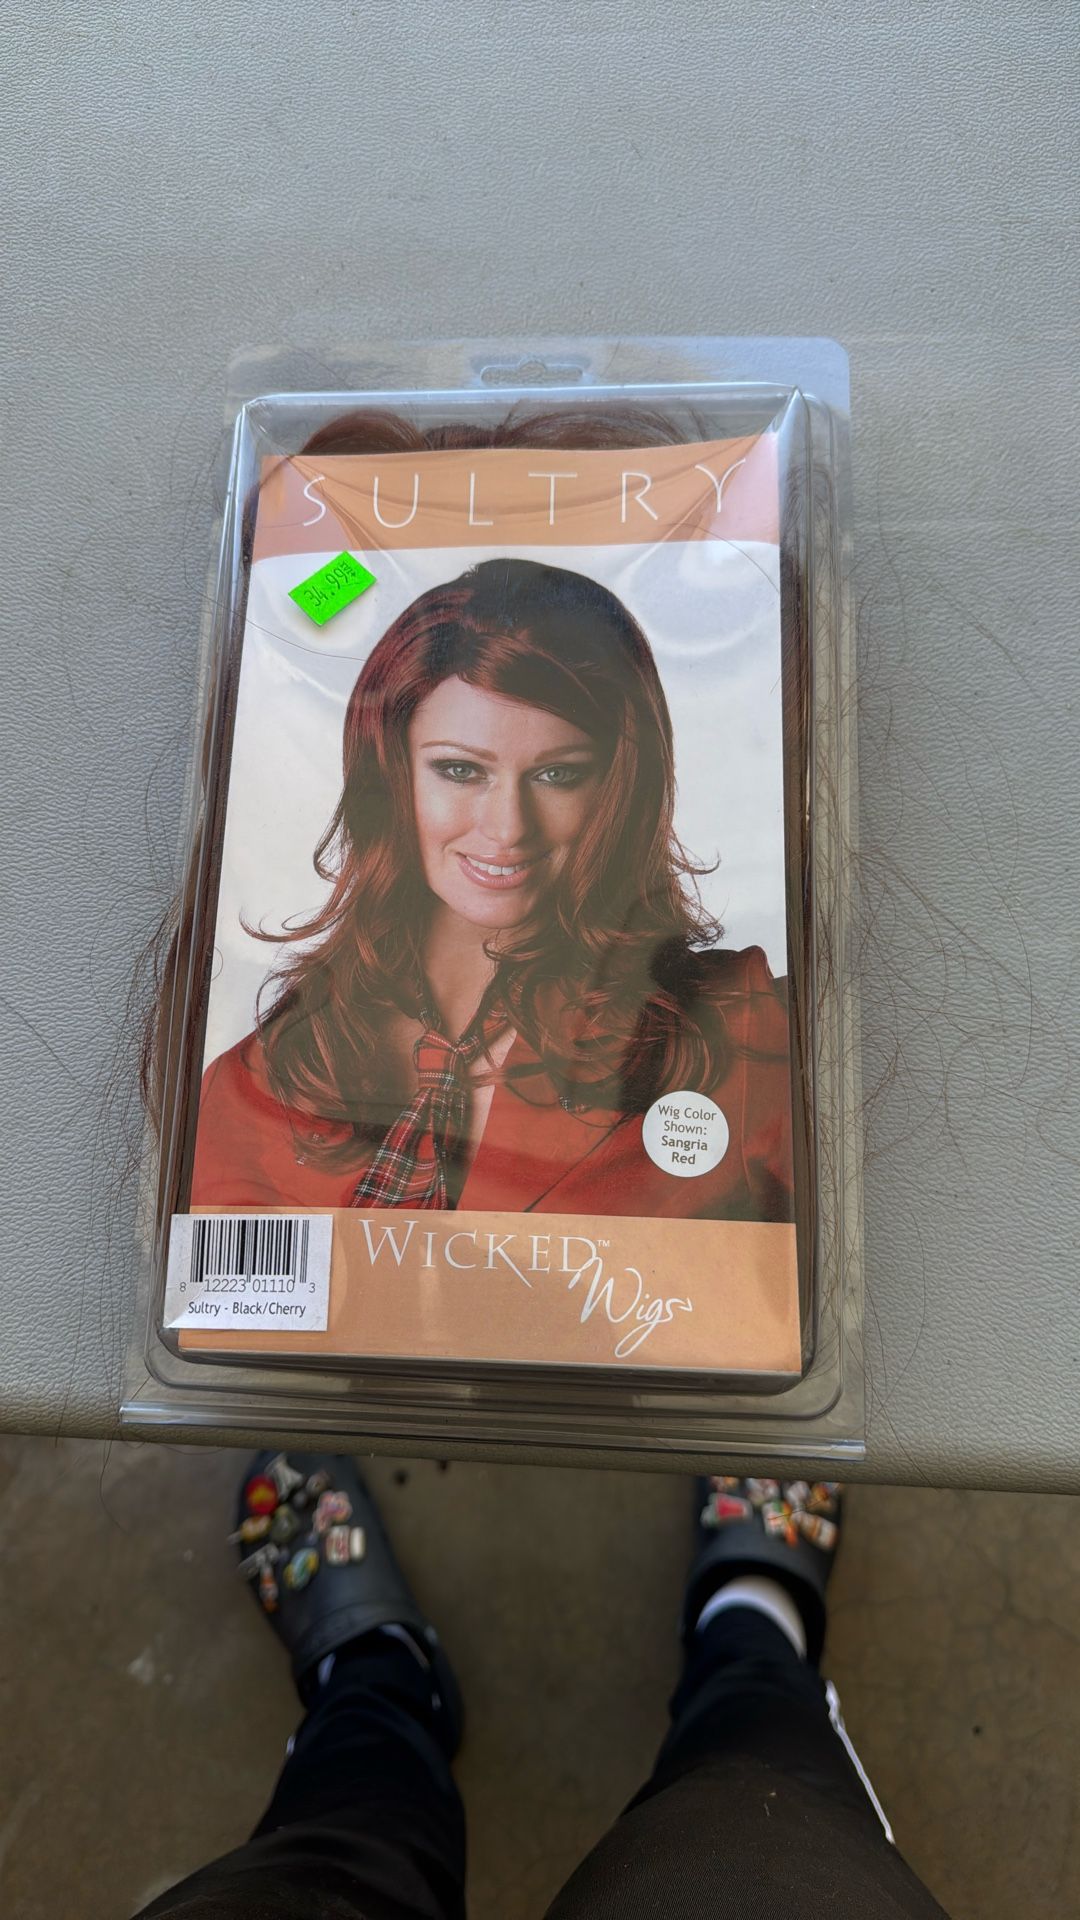 SULTRY
34.99
Wig Color
Shown:
Sangria
Red
WICKED™
Wigs
8 12223 01110 3
Sultry - Black/Cherry